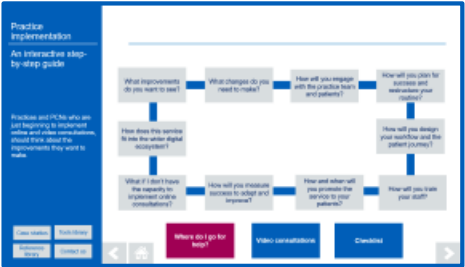 Practice
implementation
An interactive step-
by-step guide
Practices and PCNs who are
just beginning to implement
online and video consultations,
should think about the
improvements they want to
make.
Case studies
Tools library
Reference
library
Contact us
What improvements
do you want to see?
What changes do you
need to make?
How will you engage
with the practice team
and patients?
How will you plan for
success and
restructure your
routine?
How does this service
fit into the wider digital
ecosystem?
How will you design
your workflow and the
patient journey?
What if I don't have
the capacity to
implement online
consultations?
How will you measure
success to adapt and
improve?
How and when will
you promote the
service to your
patients?
How will you train
your staff?
Where do I go for
help?
Video consultations
Checklist